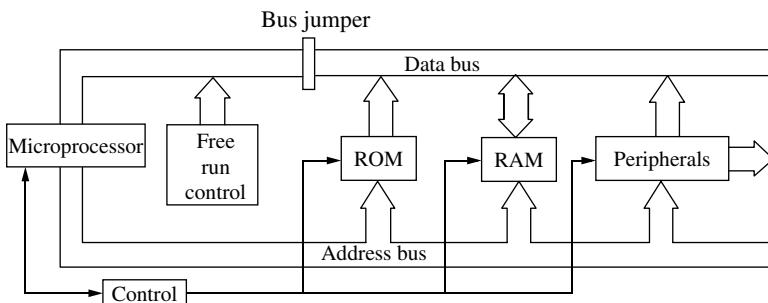 Bus jumper
Data bus
Microprocessor
Free
run
control
ROM
RAM
Peripherals
Address bus
Control